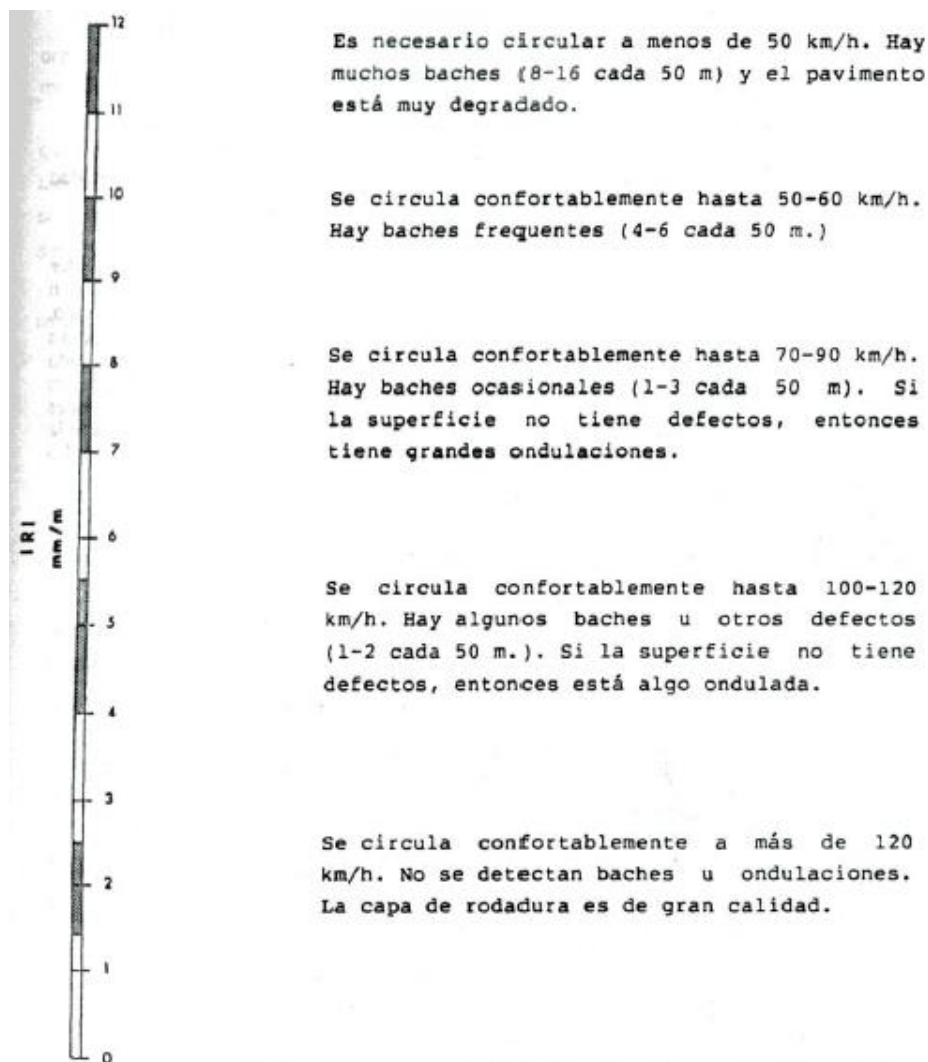 12
Es necesario circular a menos de 50 km/h. Hay
muchos baches (8-16 cada 50 m) y el pavimento
está muy degradado.
11
10
Se circula confortablemente hasta 50-60 km/h.
Hay baches frequentes (4-6 cada 50 m.)
9
8
Se circula confortablemente hasta 70-90 km/h.
Hay baches ocasionales (1-3 cada 50 m). Si
la superficie no tiene defectos, entonces
tiene grandes ondulaciones.
7
IRI
mm/m
6
Se circula confortablemente hasta 100-120
km/h. Hay algunos baches u otros defectos
(1-2 cada 50 m.). Si la superficie no tiene
defectos, entonces está algo ondulada.
5
4
3
Se circula confortablemente a más de 120
km/h. No se detectan baches u ondulaciones.
La capa de rodadura es de gran calidad.
2
1
0